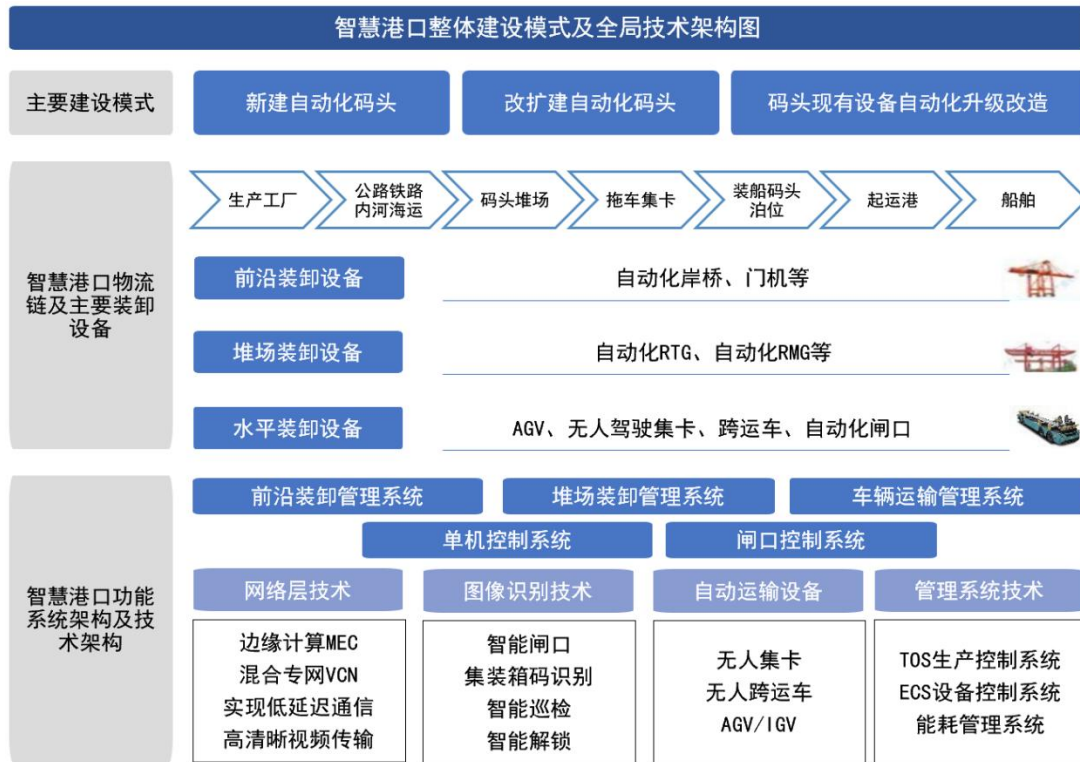 智慧港口整体建设模式及全局技术架构图
主要建设模式
新建自动化码头
改扩建自动化码头
码头现有设备自动化升级改造
智慧港口物流
链及主要装卸
设备
生产工厂
公路铁路
内河海运
码头堆场
拖车集卡
装船码头
泊位
起运港
船舶
前沿装卸设备
自动化岸桥、门机等
堆场装卸设备
自动化RTG、自动化RMG等
水平装卸设备
AGV、无人驾驶集卡、跨运车、自动化闸口
智慧港口功能
系统架构及技
术架构
前沿装卸管理系统
堆场装卸管理系统
车辆运输管理系统
单机控制系统
闸口控制系统
网络层技术
边缘计算MEC
混合专网VCN
实现低延迟通信
高清晰视频传输
图像识别技术
智能闸口
集装箱码识别
智能巡检
智能解锁
自动运输设备
无人集卡
无人跨运车
AGV/IGV
管理系统技术
TOS生产控制系统
ECS设备控制系统
能耗管理系统